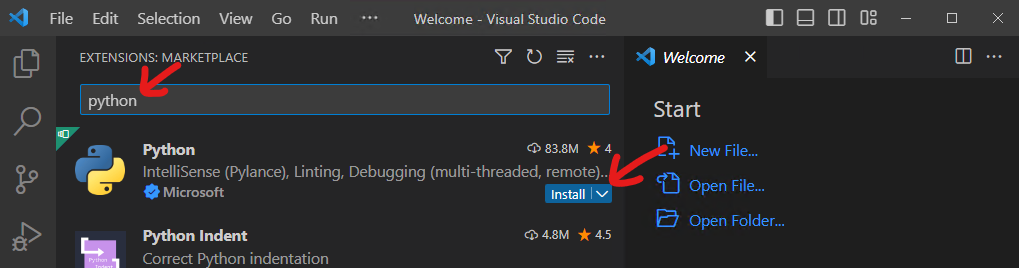 File Edit Selection View Go Run ··· Welcome - Visual Studio Code
EXTENSIONS: MARKETPLACE
Welcome
python
Python 83.8M 4
IntelliSense (Pylance), Linting, Debugging (multi-threaded, remote)...
Microsoft Install
Python Indent 4.8M 4.5
Correct Python indentation
Start
New File...
Open File...
Open Folder...